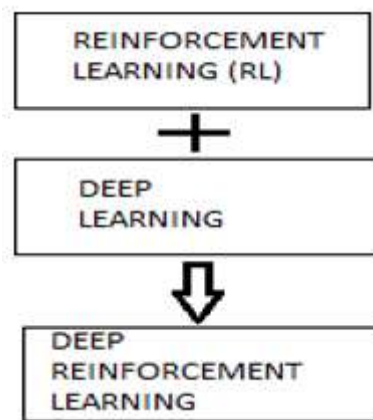 REINFORCEMENT
LEARNING (RL)
DEEP
LEARNING
DEEP
REINFORCEMENT
LEARNING